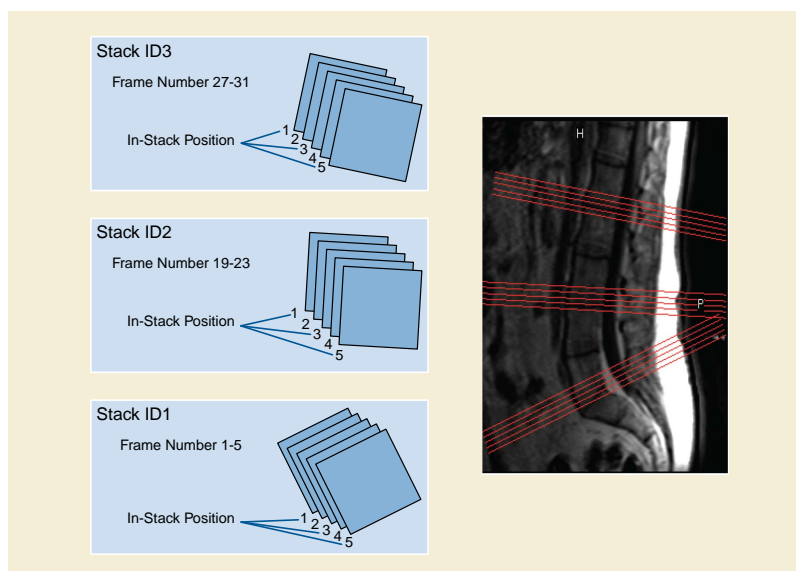 Stack ID3
Frame Number 27-31
In-Stack Position
1
2
3
4
5
Stack ID2
Frame Number 19-23
In-Stack Position
1
2
3
4
5
Stack ID1
Frame Number 1-5
In-Stack Position
1
2
3
4
5
H
P